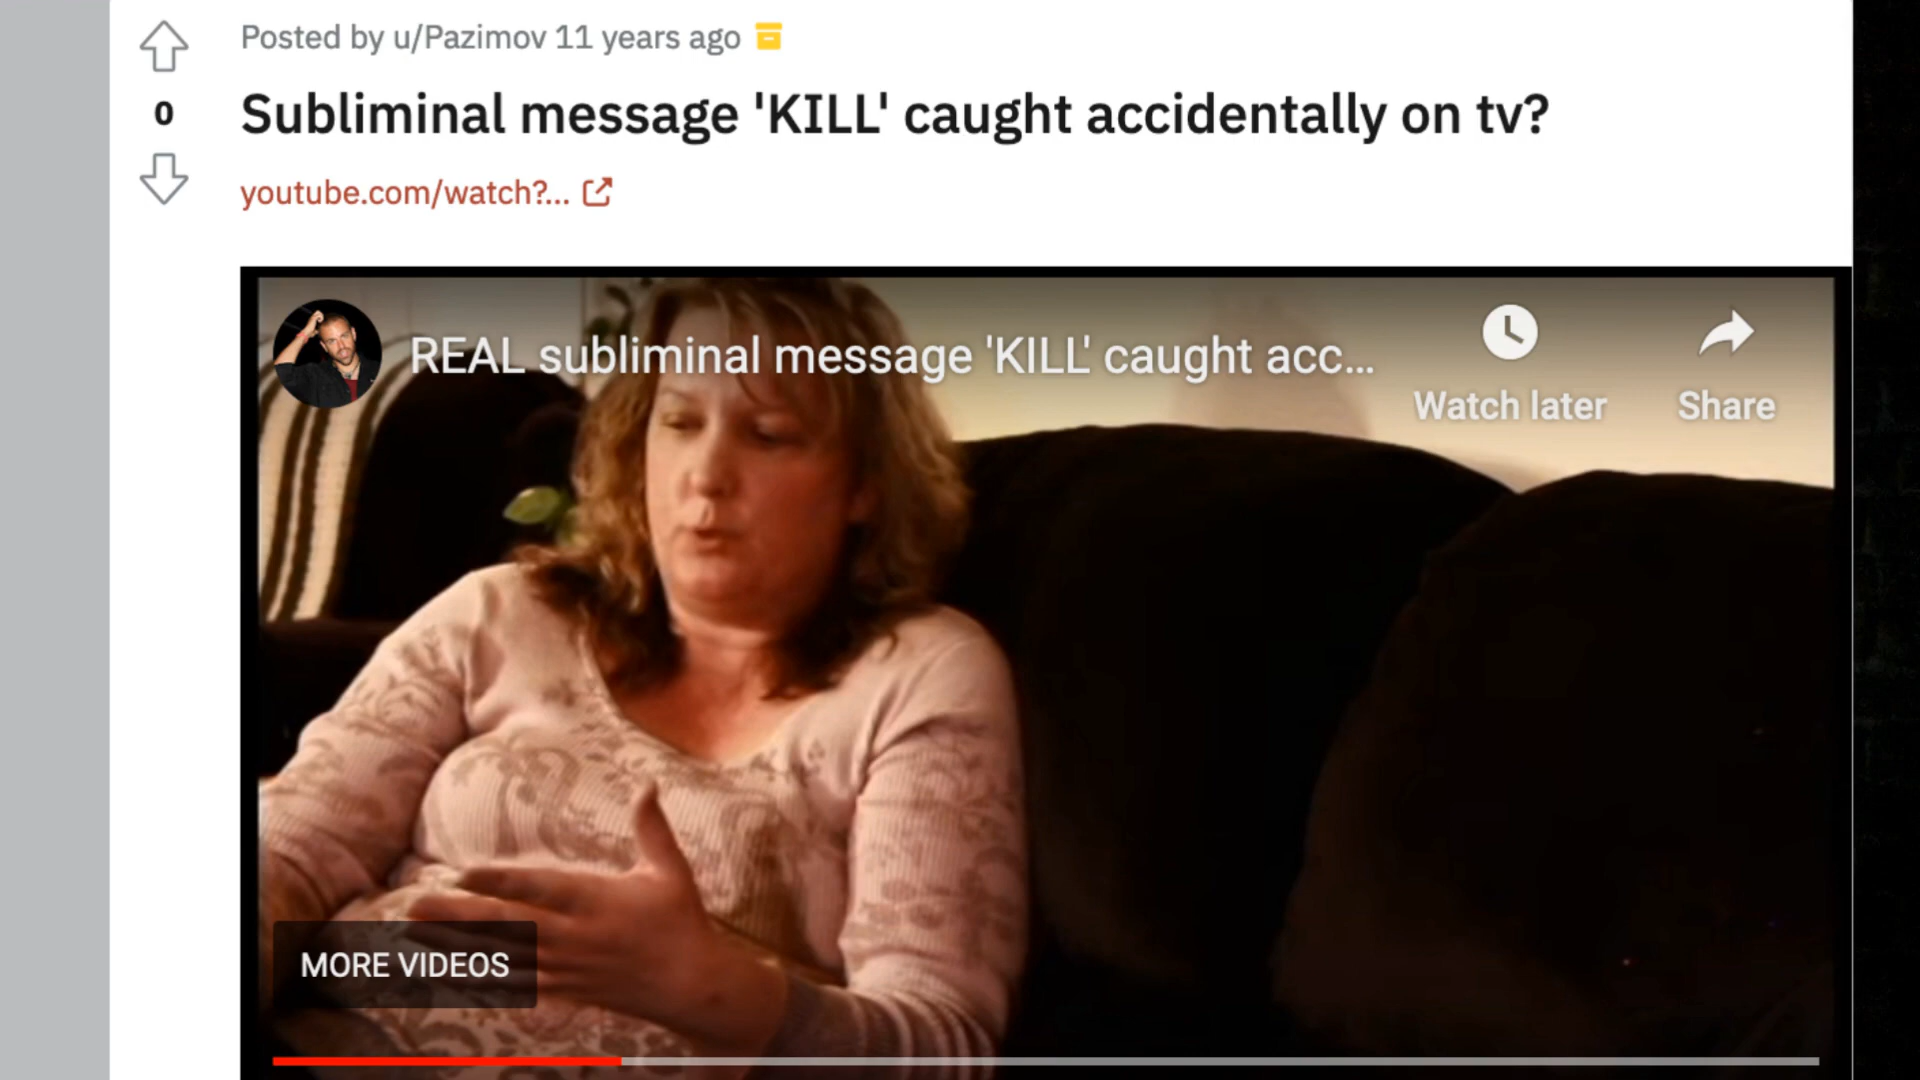 Posted by u/Pazimov 11 years ago
0
Subliminal message 'KILL' caught accidentally on tv?
youtube.com/watch?...
REAL subliminal message 'KILL' caught acc...
Watch later
Share
MORE VIDEOS